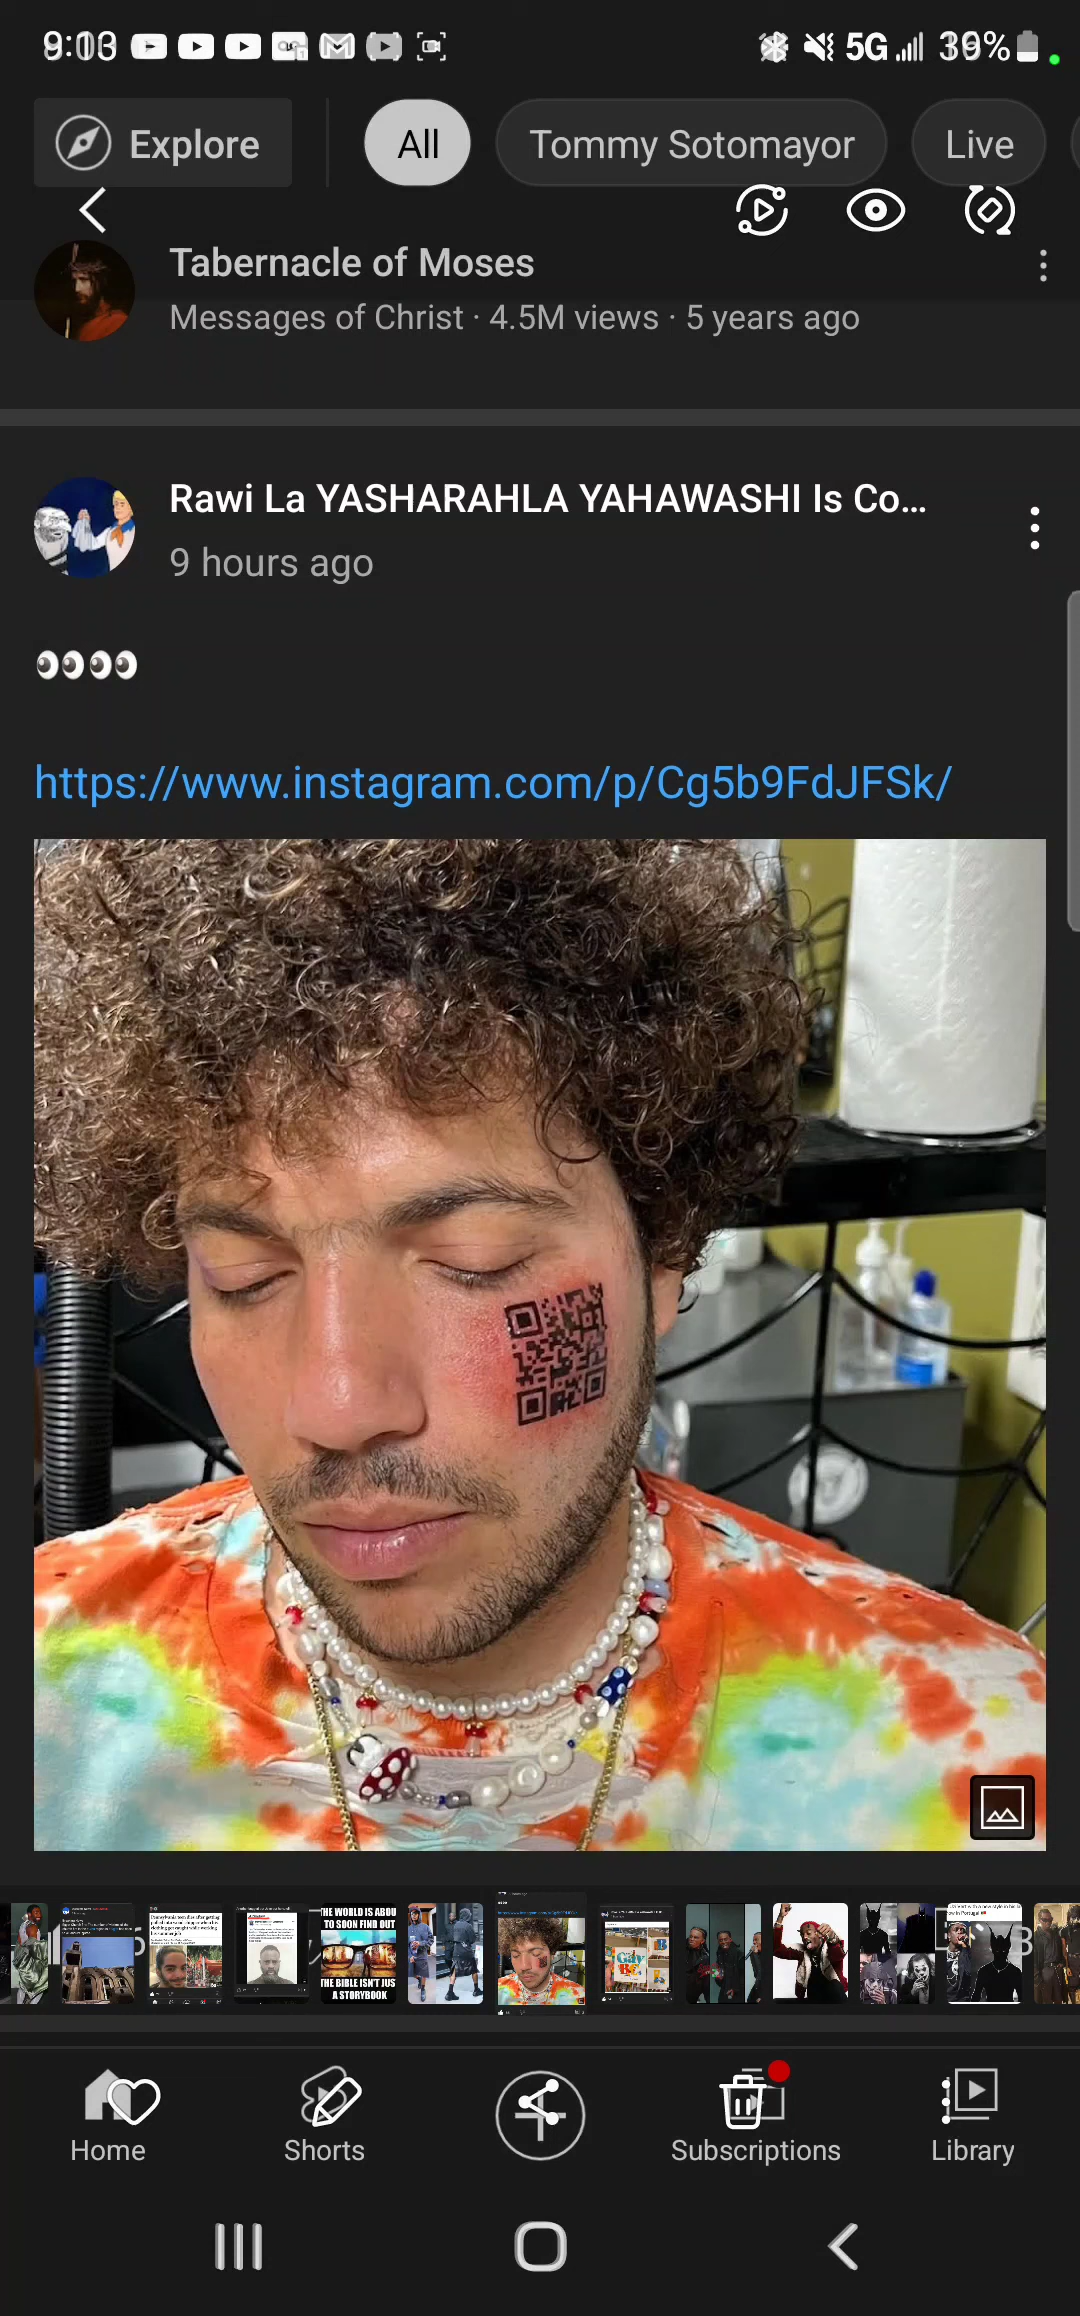 9:13
5G 39%
Explore
All
Tommy Sotomayor
Live
Tabernacle of Moses
Messages of Christ · 4.5M views · 5 years ago
Rawi La YASHARAHLA YAHAWASHI Is Co...
9 hours ago
👀👀
https://www.instagram.com/p/Cg5b9FdJFSk/
THE WORLD IS ABOU
TO SOON FIND OUT
THE BIBLE ISN'T JUS
A STORYBOOK
Home
Shorts
Subscriptions
Library